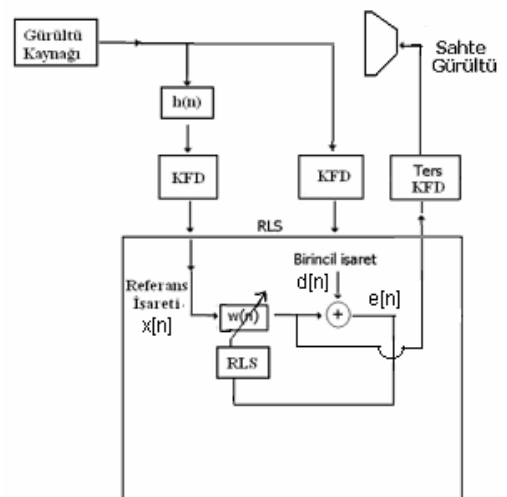 Gürültü
Kaynağı
Sahte
Gürültü
h(n)
KFD
KFD
Ters
KFD
RLS
Birincil işaret
d[n]
e[n]
Referans
İşareti
x[n]
w(n)
+
RLS